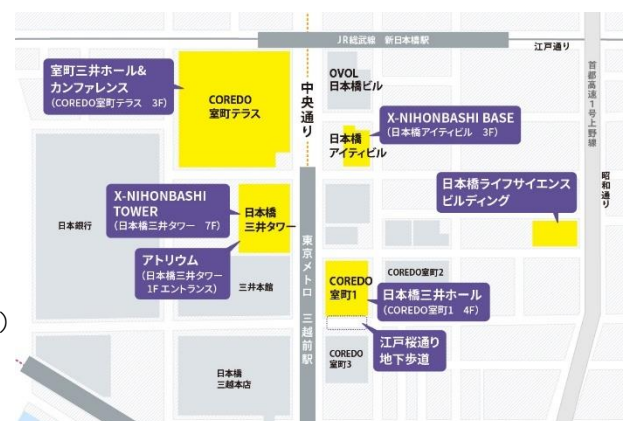 JR総武線　新日本橋駅
江戸通り
室町三井ホール&
カンファレンス
(COREDO室町テラス　3F)
COREDO
室町テラス
中央通り
OVOL
日本橋ビル
首都高速1号上野線
X-NIHONBASHI BASE
(日本橋アイティビル　3F)
日本橋
アイティビル
昭和通り
日本橋ライフサイエンス
ビルディング
X-NIHONBASHI
TOWER
(日本橋三井タワー　7F)
日本橋
三井タワー
日本銀行
アトリウム
(日本橋三井タワー
1Fエントランス)
三井本館
東京メトロ　三越前駅
COREDO
室町1
COREDO室町2
日本橋三井ホール
(COREDO室町1　4F)
江戸桜通り
地下歩道
COREDO
室町3
日本橋
三越本店